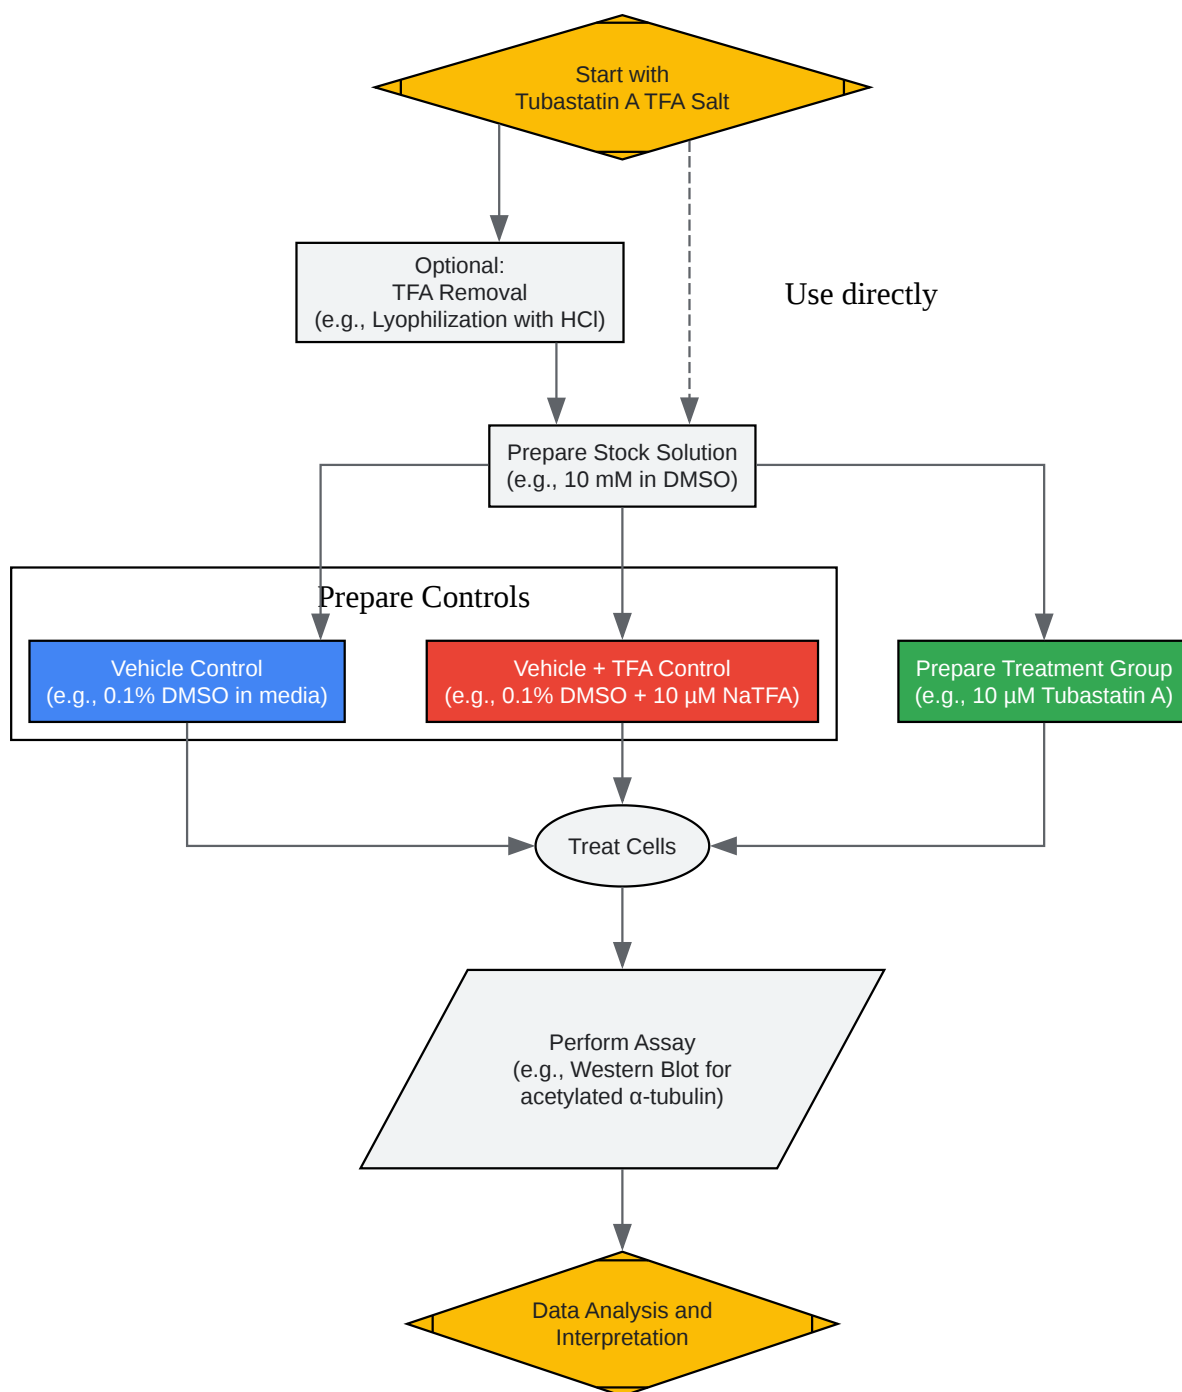 Start with
Tubastatin A TFA Salt
Optional:
TFA Removal
(e.g., Lyophilization with HCl)
Use directly
Prepare Stock Solution
(e.g., 10 mM in DMSO)
Prepare Controls
Vehicle Control
(e.g., 0.1% DMSO in media)
Vehicle + TFA Control
(e.g., 0.1% DMSO + 10 µM NaTFA)
Prepare Treatment Group
(e.g., 10 µM Tubastatin A)
Treat Cells
Perform Assay
(e.g., Western Blot for
acetylated α-tubulin)
Data Analysis and
Interpretation